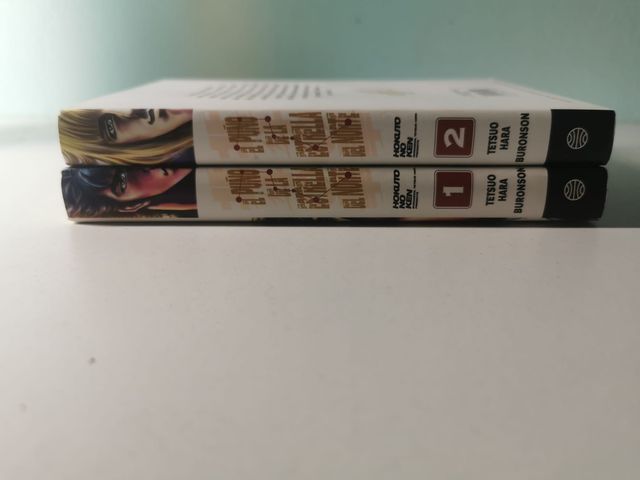 EL PUÑO
DE LA
ESTRELLA
DEL NORTE
HOKUTO
NO
KEN
2
TETSUO
HARA
BURONSON
EL PUÑO
DE LA
ESTRELLA
DEL NORTE
HOKUTO
NO
KEN
1
TETSUO
HARA
BURONSON